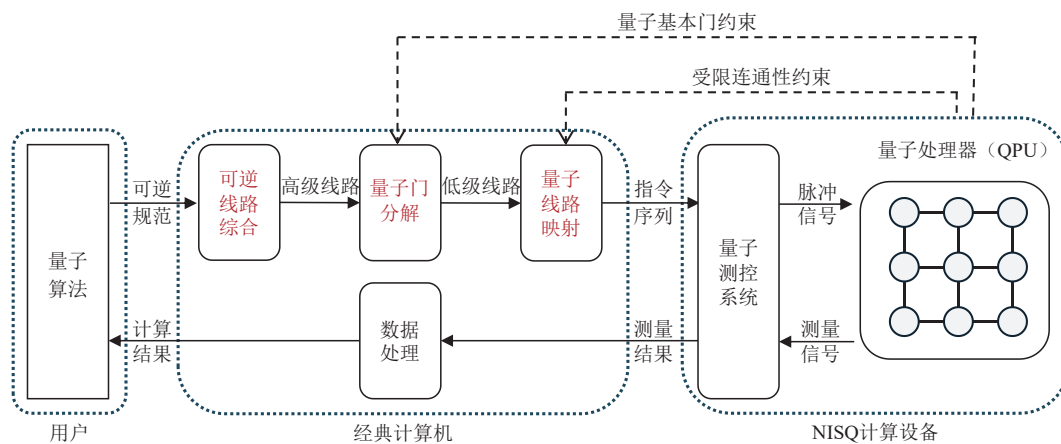 量子基本门约束
受限连通性约束
量子处理器（QPU）
量子
算法
可逆
规范
可逆
线路
综合
高级线路
量子门
分解
低级线路
量子
线路
映射
指令
序列
量子
测控
系统
脉冲
信号
计算
结果
数据
处理
测量
结果
测量
信号
用户
经典计算机
NISQ计算设备